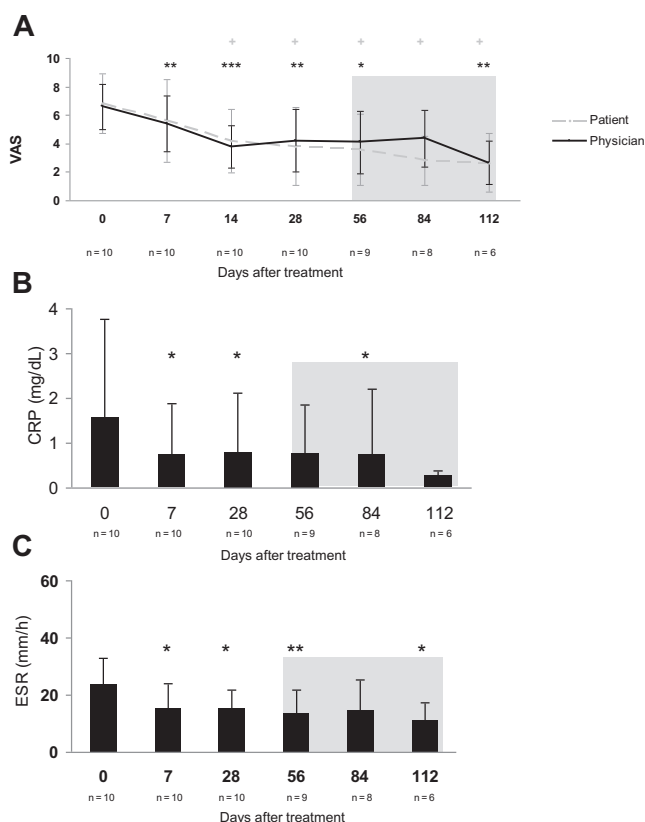 A
+ + + + +
** *** ** * **
10
8
6
4
2
0
VAS
Patient
Physician
0 7 14 28 56 84 112
n = 10 n = 10 n = 10 n = 10 n = 9 n = 8 n = 6
Days after treatment
B
4
3
2
1
0
CRP (mg/dL)
* * *
0 7 28 56 84 112
n = 10 n = 10 n = 10 n = 9 n = 8 n = 6
Days after treatment
C
60
40
20
0
ESR (mm/h)
* * ** *
0 7 28 56 84 112
n = 10 n = 10 n = 10 n = 9 n = 8 n = 6
Days after treatment